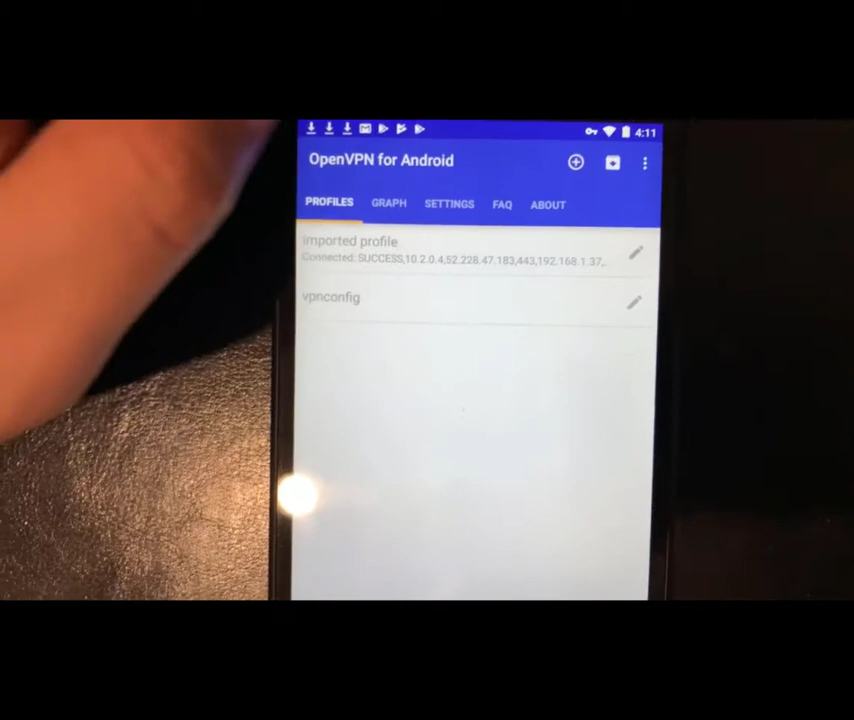 4:11
OpenVPN for Android
PROFILES GRAPH SETTINGS FAQ ABOUT
imported profile
Connected: SUCCESS,10.2.0.4,52.228.47.183,443,192.168.1.37,..
vpnconfig